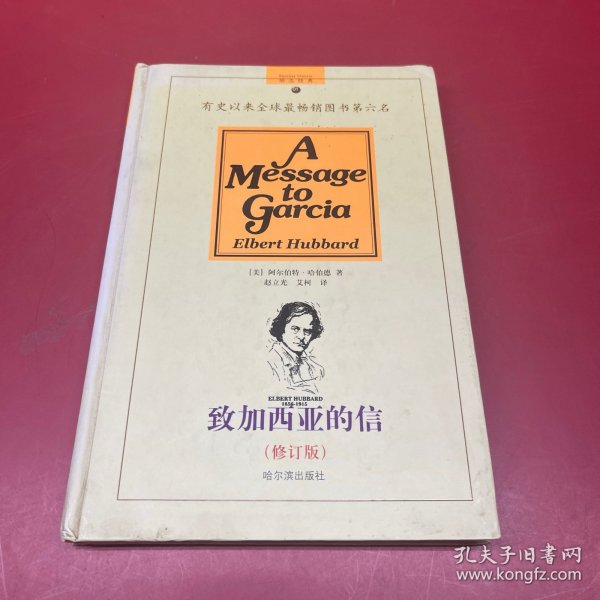 有史以来全球最畅销图书第六名
A
Message
to
Garcia
Elbert Hubbard
[美] 阿尔伯特·哈伯德 著
赵立光 艾柯 译
ELBERT HUBBARD
1856-1915
致加西亚的信
(修订版)
哈尔滨出版社
孔夫子旧书网
www.kongfz.com